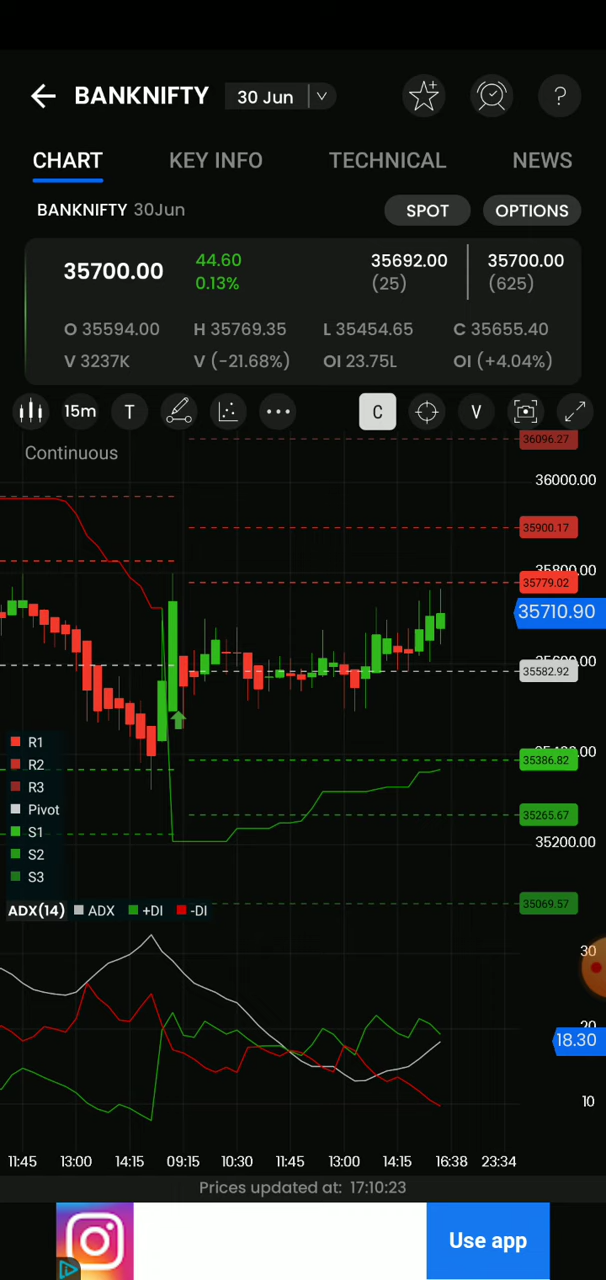 BANKNIFTY 30 Jun ?
CHART KEY INFO TECHNICAL NEWS
BANKNIFTY 30Jun SPOT OPTIONS
35700.00 44.60 0.13% 35692.00 (25) 35700.00 (625)
O 35594.00 H 35769.35 L 35454.65 C 35655.40
V 3237K V (-21.68%) OI 23.75L OI (+4.04%)
15m T C V
36096.27
Continuous
36000.00
35900.17
35800.00
35779.02
35710.90
35582.92
R1
35386.82
R2
R3
Pivot
35265.67
S1
35200.00
S2
S3
35069.57
ADX(14) ADX +DI -DI
30
20
18.30
10
11:45 13:00 14:15 09:15 10:30 11:45 13:00 14:15 16:38 23:34
Prices updated at: 17:10:23
Use app